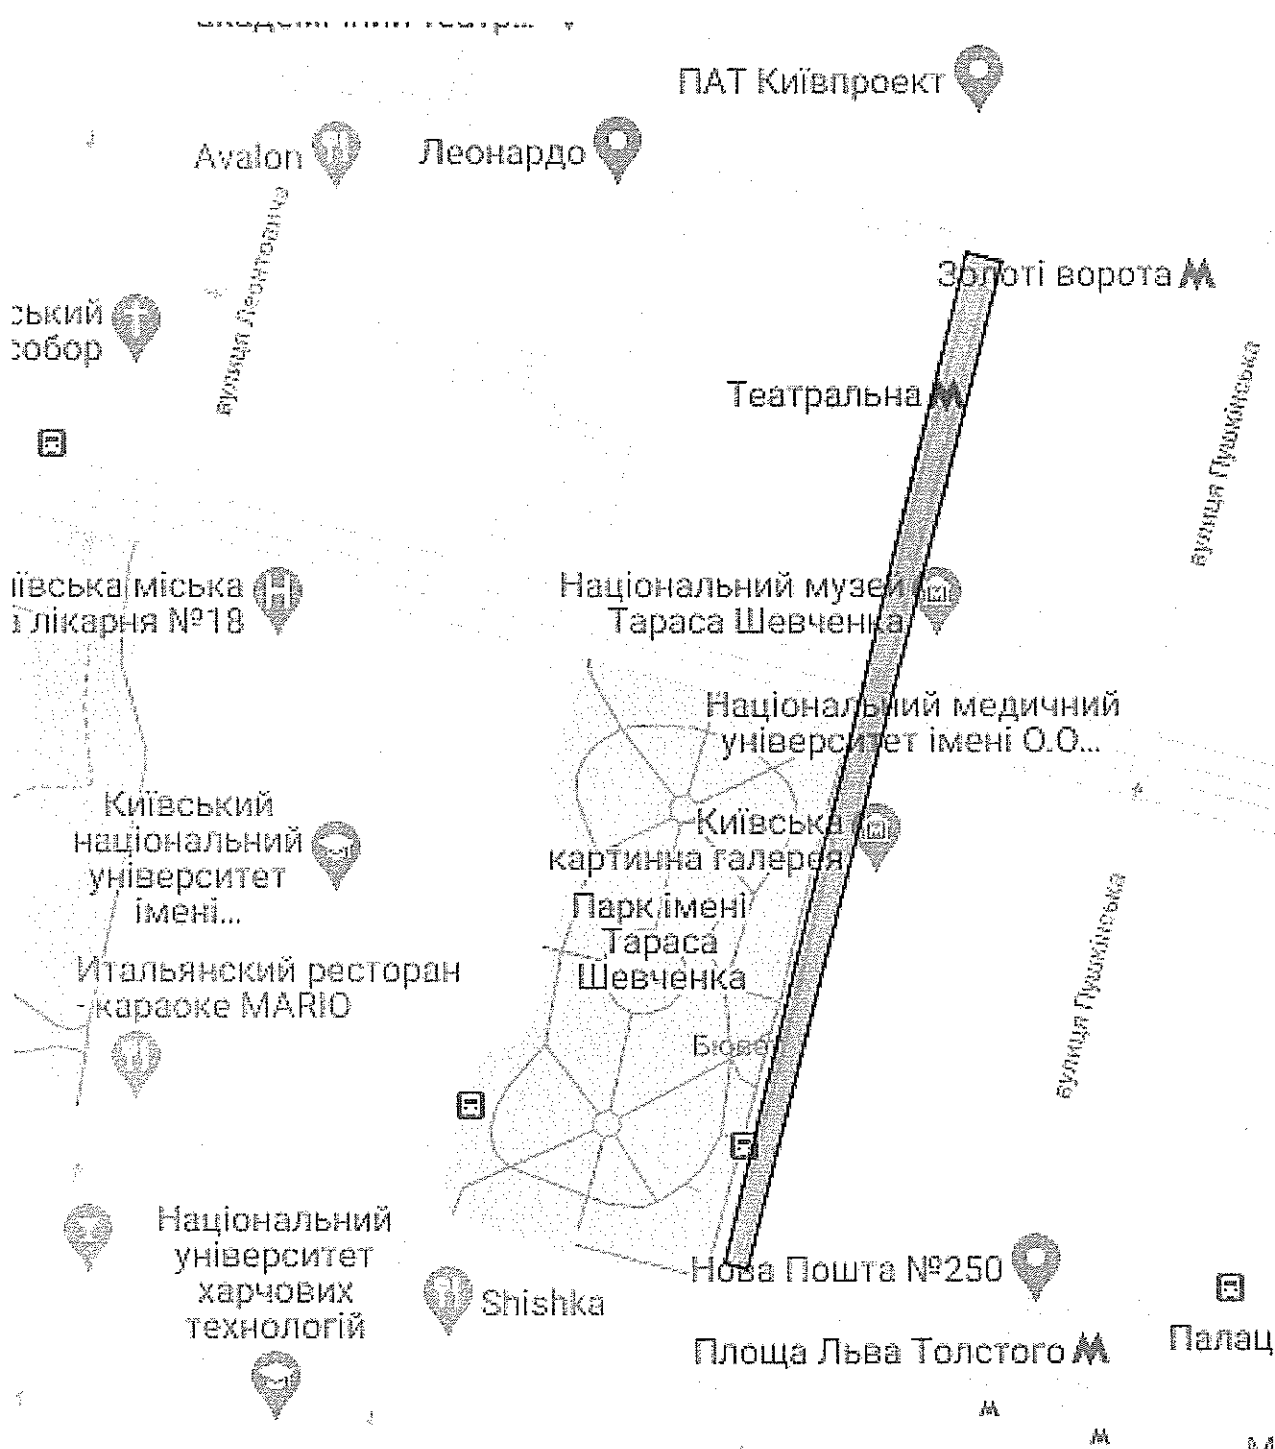 ПАТ Київпроект
Avalon
Леонардо
вулиця Леонтовича
Золоті ворота
ський
собор
Театральна
вулиця Пушкінська
ївська міська
лікарня №18
Національний музей
Тараса Шевченка
Національний медичний
університет імені О.О...
Київський
національний
університет
імені...
Київська
картинна галерея
Парк імені
Тараса
Шевченка
вулиця Пушкінська
Итальянский ресторан
- караоке MARIO
Бювет
Національний
університет
харчових
технологій
Shishka
Нова Пошта №250
Площа Льва Толстого
Палац